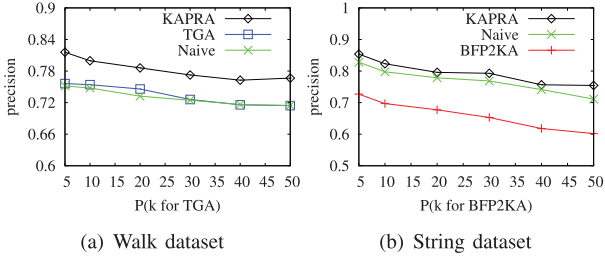 0.84
0.78
0.72
0.66
0.6
precision
KAPRA
TGA
Naive
5 10 15 20 25 30 35 40 45 50
P(k for TGA)
(a) Walk dataset
1
0.9
0.8
0.7
0.6
0.5
precision
KAPRA
Naive
BFP2KA
5 10 15 20 25 30 35 40 45 50
P(k for BFP2KA)
(b) String dataset